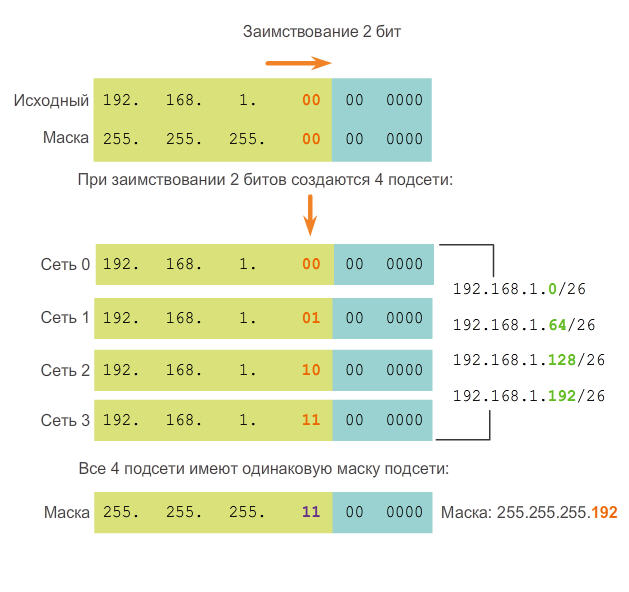 Заимствование 2 бит
Исходный 192. 168. 1. 00 00 0000
Маска 255. 255. 255. 00 00 0000
При заимствовании 2 битов создаются 4 подсети:
Сеть 0 192. 168. 1. 00 00 0000
192.168.1.0/26
Сеть 1 192. 168. 1. 01 00 0000
192.168.1.64/26
Сеть 2 192. 168. 1. 10 00 0000
192.168.1.128/26
Сеть 3 192. 168. 1. 11 00 0000
192.168.1.192/26
Все 4 подсети имеют одинаковую маску подсети:
Маска 255. 255. 255. 11 00 0000 Маска: 255.255.255.192